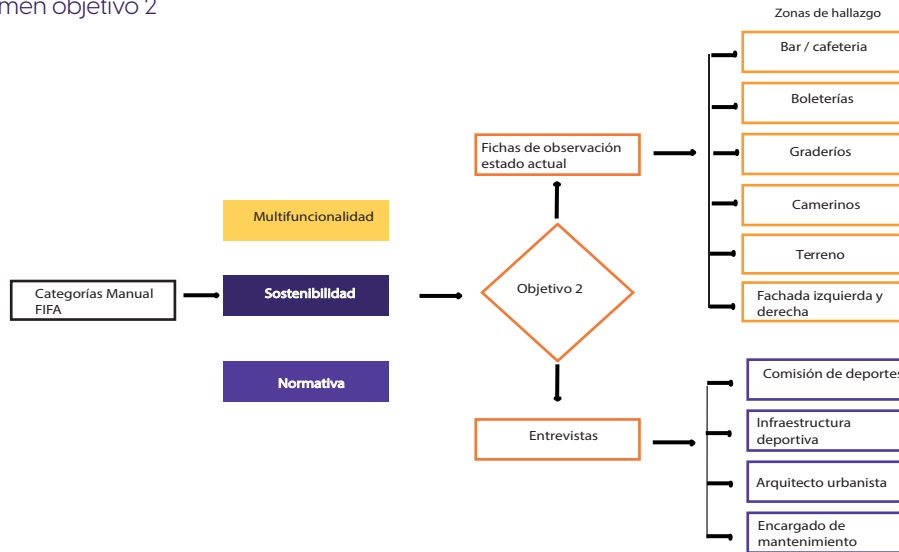 men objetivo 2
Zonas de hallazgo
Bar / cafeteria
Boleterías
Graderíos
Camerinos
Terreno
Fachada izquierda y
derecha
Fichas de observación
estado actual
Multifuncionalidad
Sostenibilidad
Normativa
Categorías Manual
FIFA
Objetivo 2
Entrevistas
Comisión de deportes
Infraestructura
deportiva
Arquitecto urbanista
Encargado de
mantenimiento